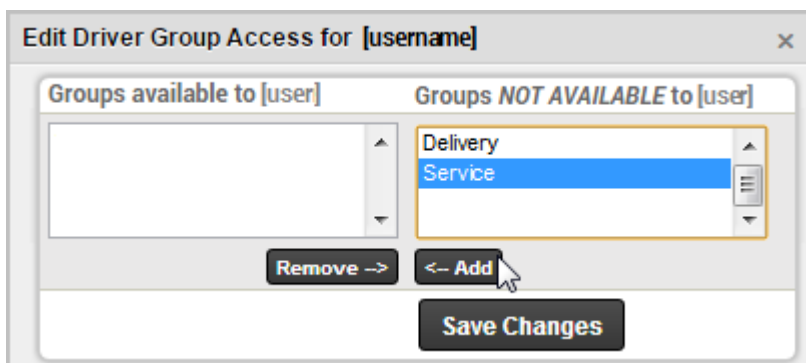 Edit Driver Group Access for [username] ×
Groups available to [user]
Groups NOT AVAILABLE to [user]
Delivery
Service
Remove -->
<-- Add
Save Changes